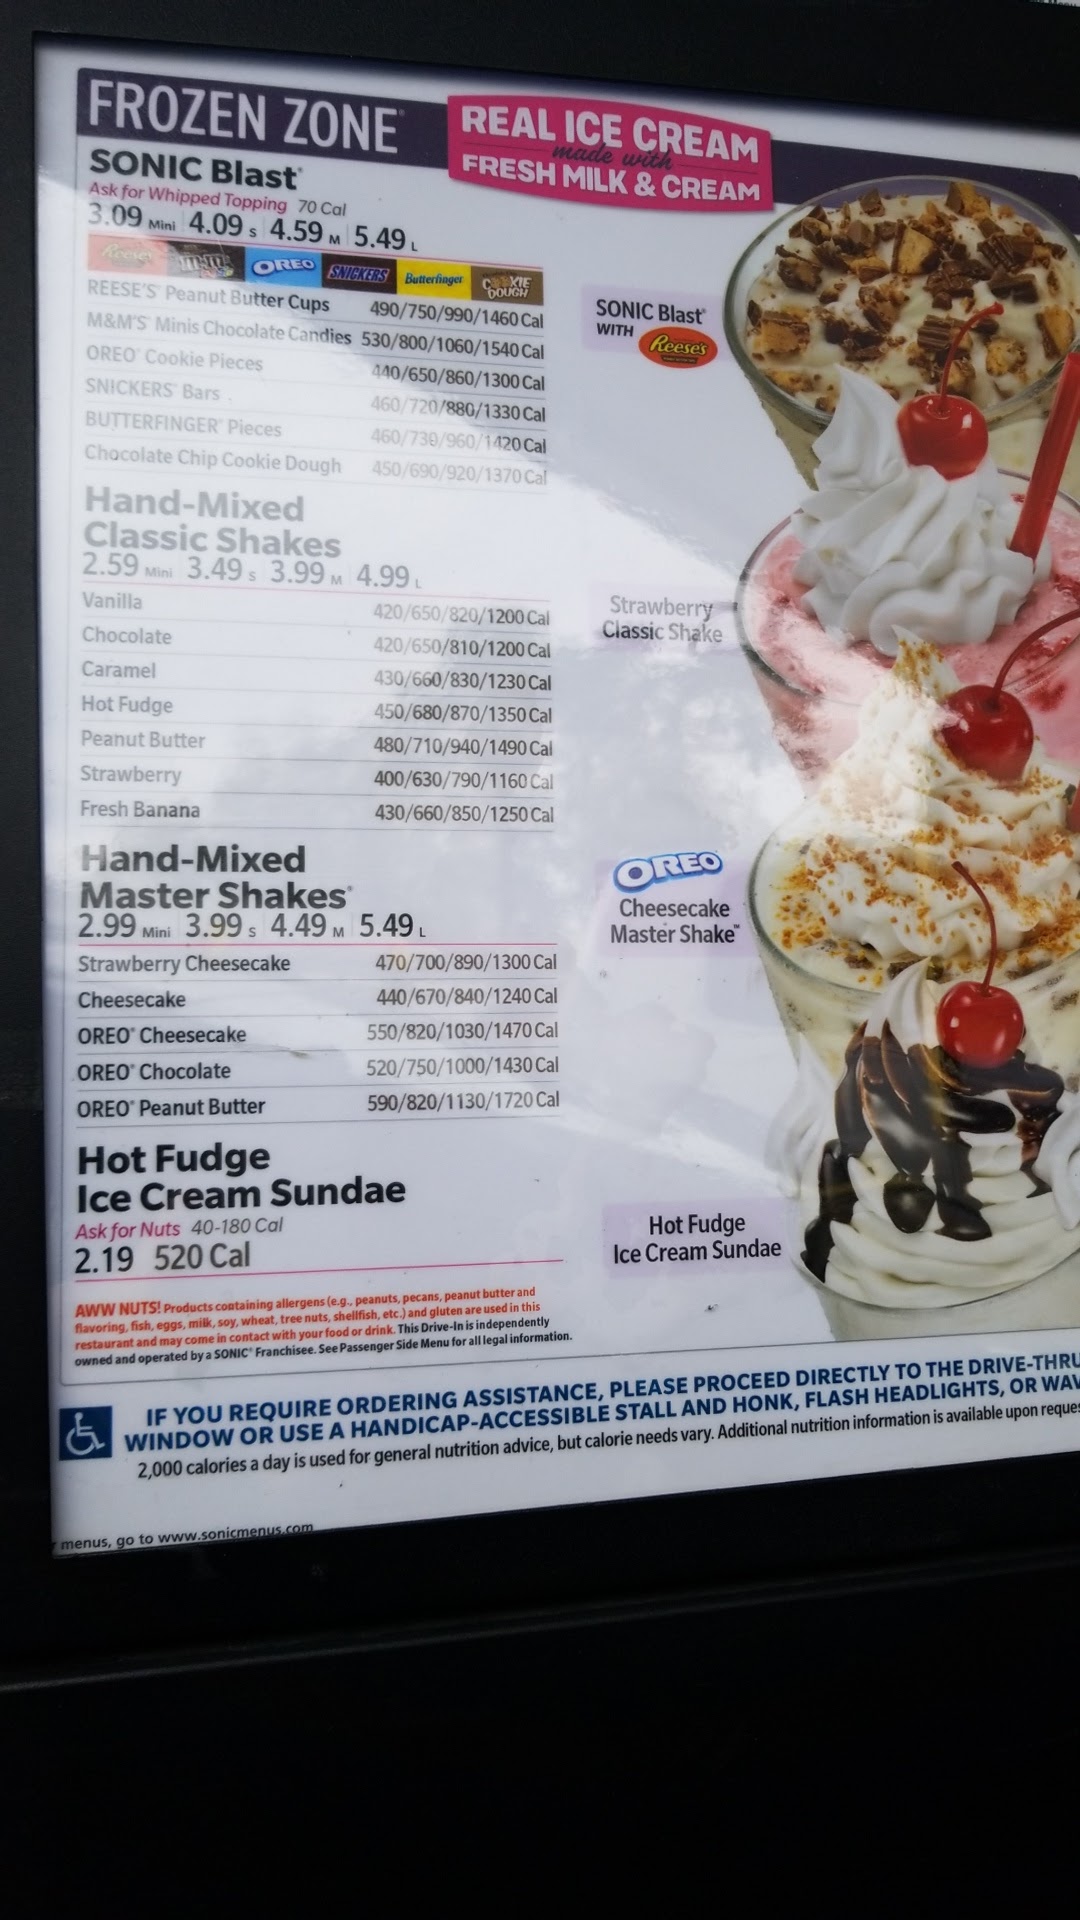 FROZEN ZONE
REAL ICE CREAM
made with
FRESH MILK & CREAM
SONIC Blast®
Ask for Whipped Topping 70 Cal
3.09 Mini 4.09 S 4.59 M 5.49 L
Reese's M&M'S OREO SNICKERS Butterfinger COOKIE DOUGH
REESE'S® Peanut Butter Cups 490/750/990/1460 Cal
M&M'S® Minis Chocolate Candies 530/800/1060/1540 Cal
OREO® Cookie Pieces 440/650/860/1300 Cal
SNICKERS® Bars 460/720/880/1330 Cal
BUTTERFINGER® Pieces 460/730/960/1420 Cal
Chocolate Chip Cookie Dough 450/690/920/1370 Cal
Hand-Mixed
Classic Shakes
2.59 Mini 3.49 S 3.99 M 4.99 L
Vanilla 420/650/820/1200 Cal
Chocolate 420/650/810/1200 Cal
Caramel 430/660/830/1230 Cal
Hot Fudge 450/680/870/1350 Cal
Peanut Butter 480/710/940/1490 Cal
Strawberry 400/630/790/1160 Cal
Fresh Banana 430/660/850/1250 Cal
Hand-Mixed
Master Shakes®
2.99 Mini 3.99 S 4.49 M 5.49 L
Strawberry Cheesecake 470/700/890/1300 Cal
Cheesecake 440/670/840/1240 Cal
OREO® Cheesecake 550/820/1030/1470 Cal
OREO® Chocolate 520/750/1000/1430 Cal
OREO® Peanut Butter 590/820/1130/1720 Cal
Hot Fudge
Ice Cream Sundae
Ask for Nuts 40-180 Cal
2.19 520 Cal
AWW NUTS! Products containing allergens (e.g., peanuts, pecans, peanut butter and
flavoring, fish, eggs, milk, soy, wheat, tree nuts, shellfish, etc.) and gluten are used in this
restaurant and may come in contact with your food or drink. This Drive-In is independently
owned and operated by a SONIC® Franchisee. See Passenger Side Menu for all legal information.
SONIC Blast®
WITH Reese's
Strawberry
Classic Shake
OREO
Cheesecake
Master Shake™
Hot Fudge
Ice Cream Sundae
IF YOU REQUIRE ORDERING ASSISTANCE, PLEASE PROCEED DIRECTLY TO THE DRIVE-THRU
WINDOW OR USE A HANDICAP-ACCESSIBLE STALL AND HONK, FLASH HEADLIGHTS, OR WAV
2,000 calories a day is used for general nutrition advice, but calorie needs vary. Additional nutrition information is available upon reques
menus, go to www.sonicmenus.com